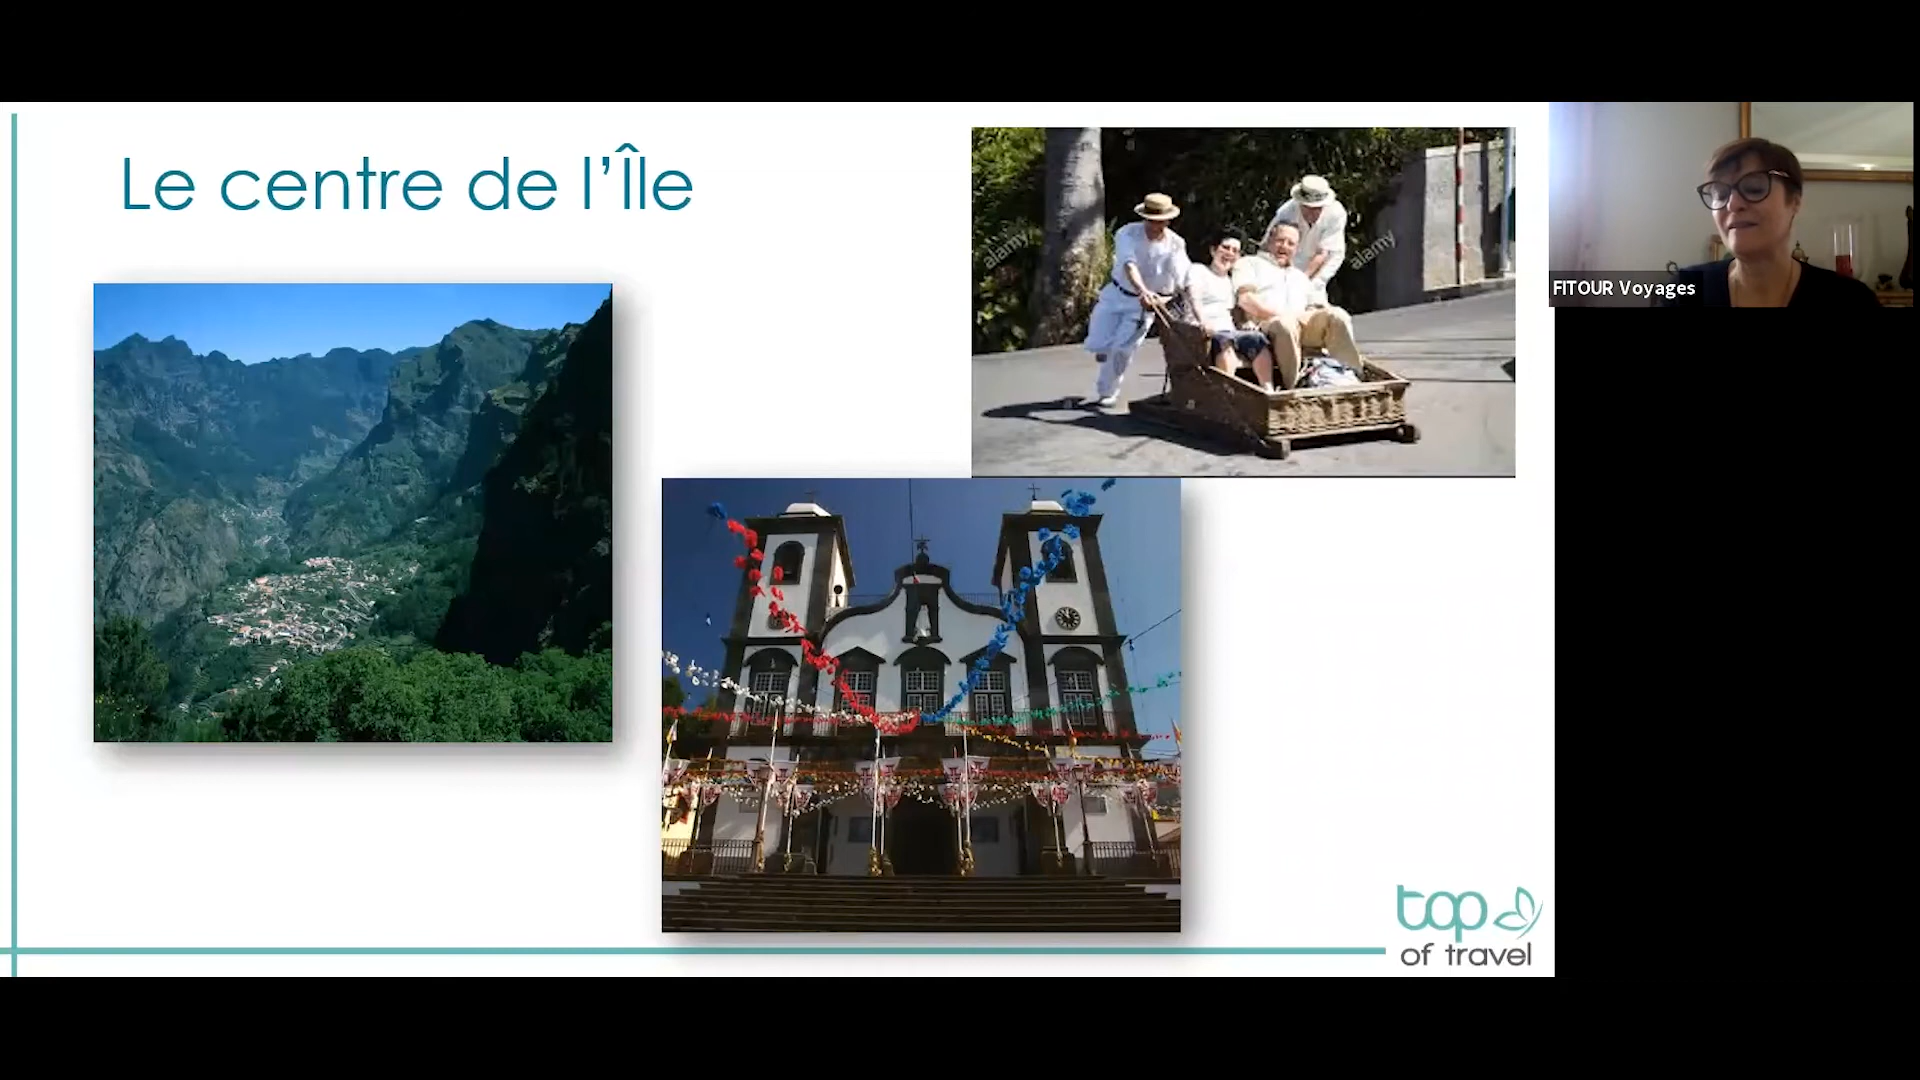 Le centre de l’Île
alamy
alamy
a
a
a
FITOUR Voyages
top
of travel